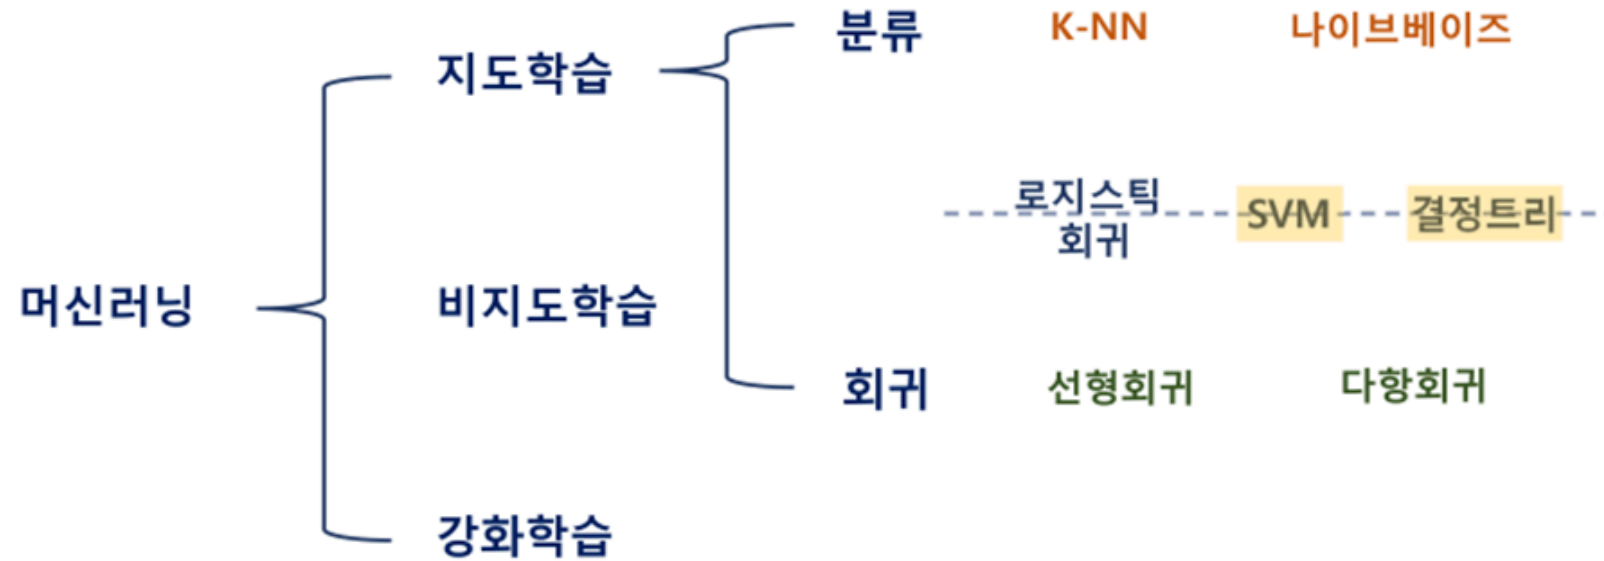 분류 K-NN 나이브베이즈
지도학습
로지스틱
회귀
SVM 결정트리
머신러닝 비지도학습
회귀 선형회귀 다항회귀
강화학습